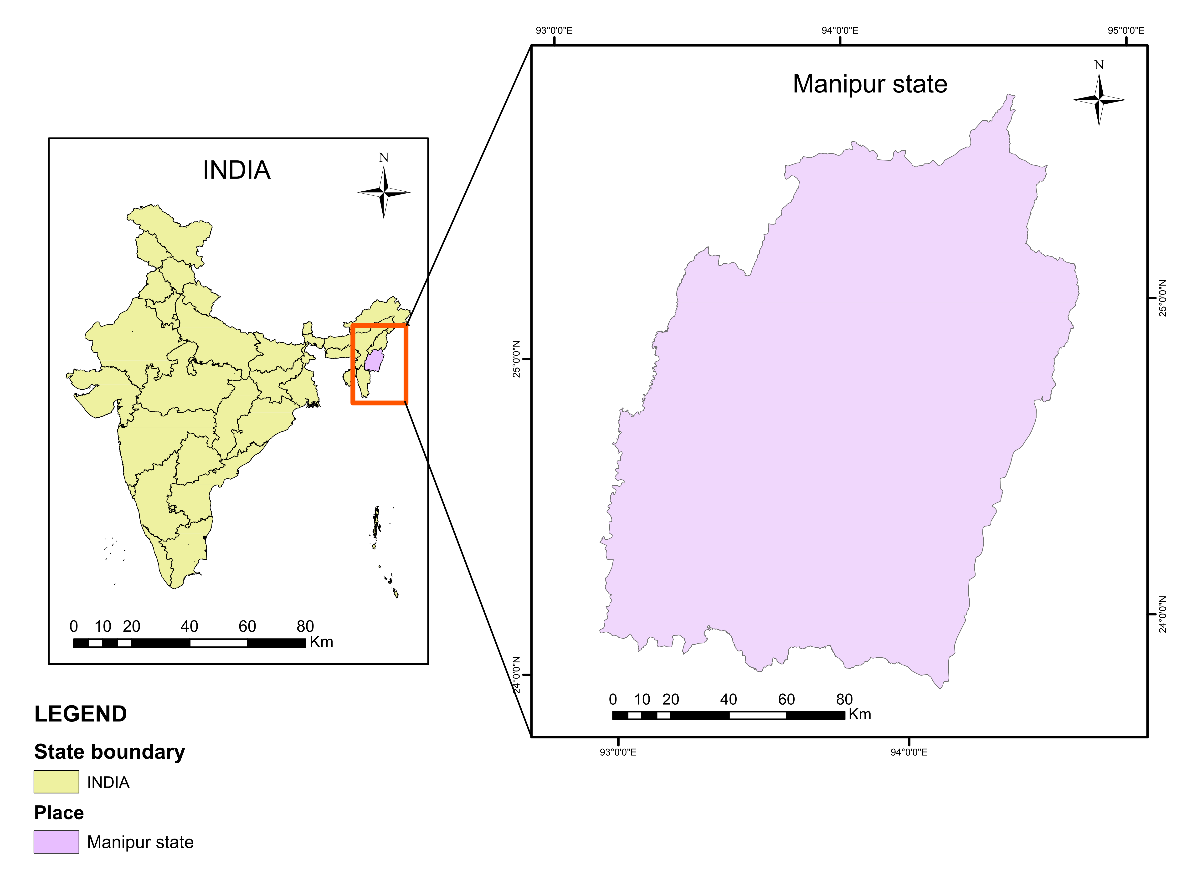 93°0'0"E 94°0'0"E 95°0'0"E
N
Manipur state
N
INDIA
25°0'0"N
25°0'0"N
24°0'0"N
24°0'0"N
0 10 20 40 60 80
Km
0 10 20 40 60 80
Km
93°0'0"E 94°0'0"E
LEGEND
State boundary
INDIA
Place
Manipur state